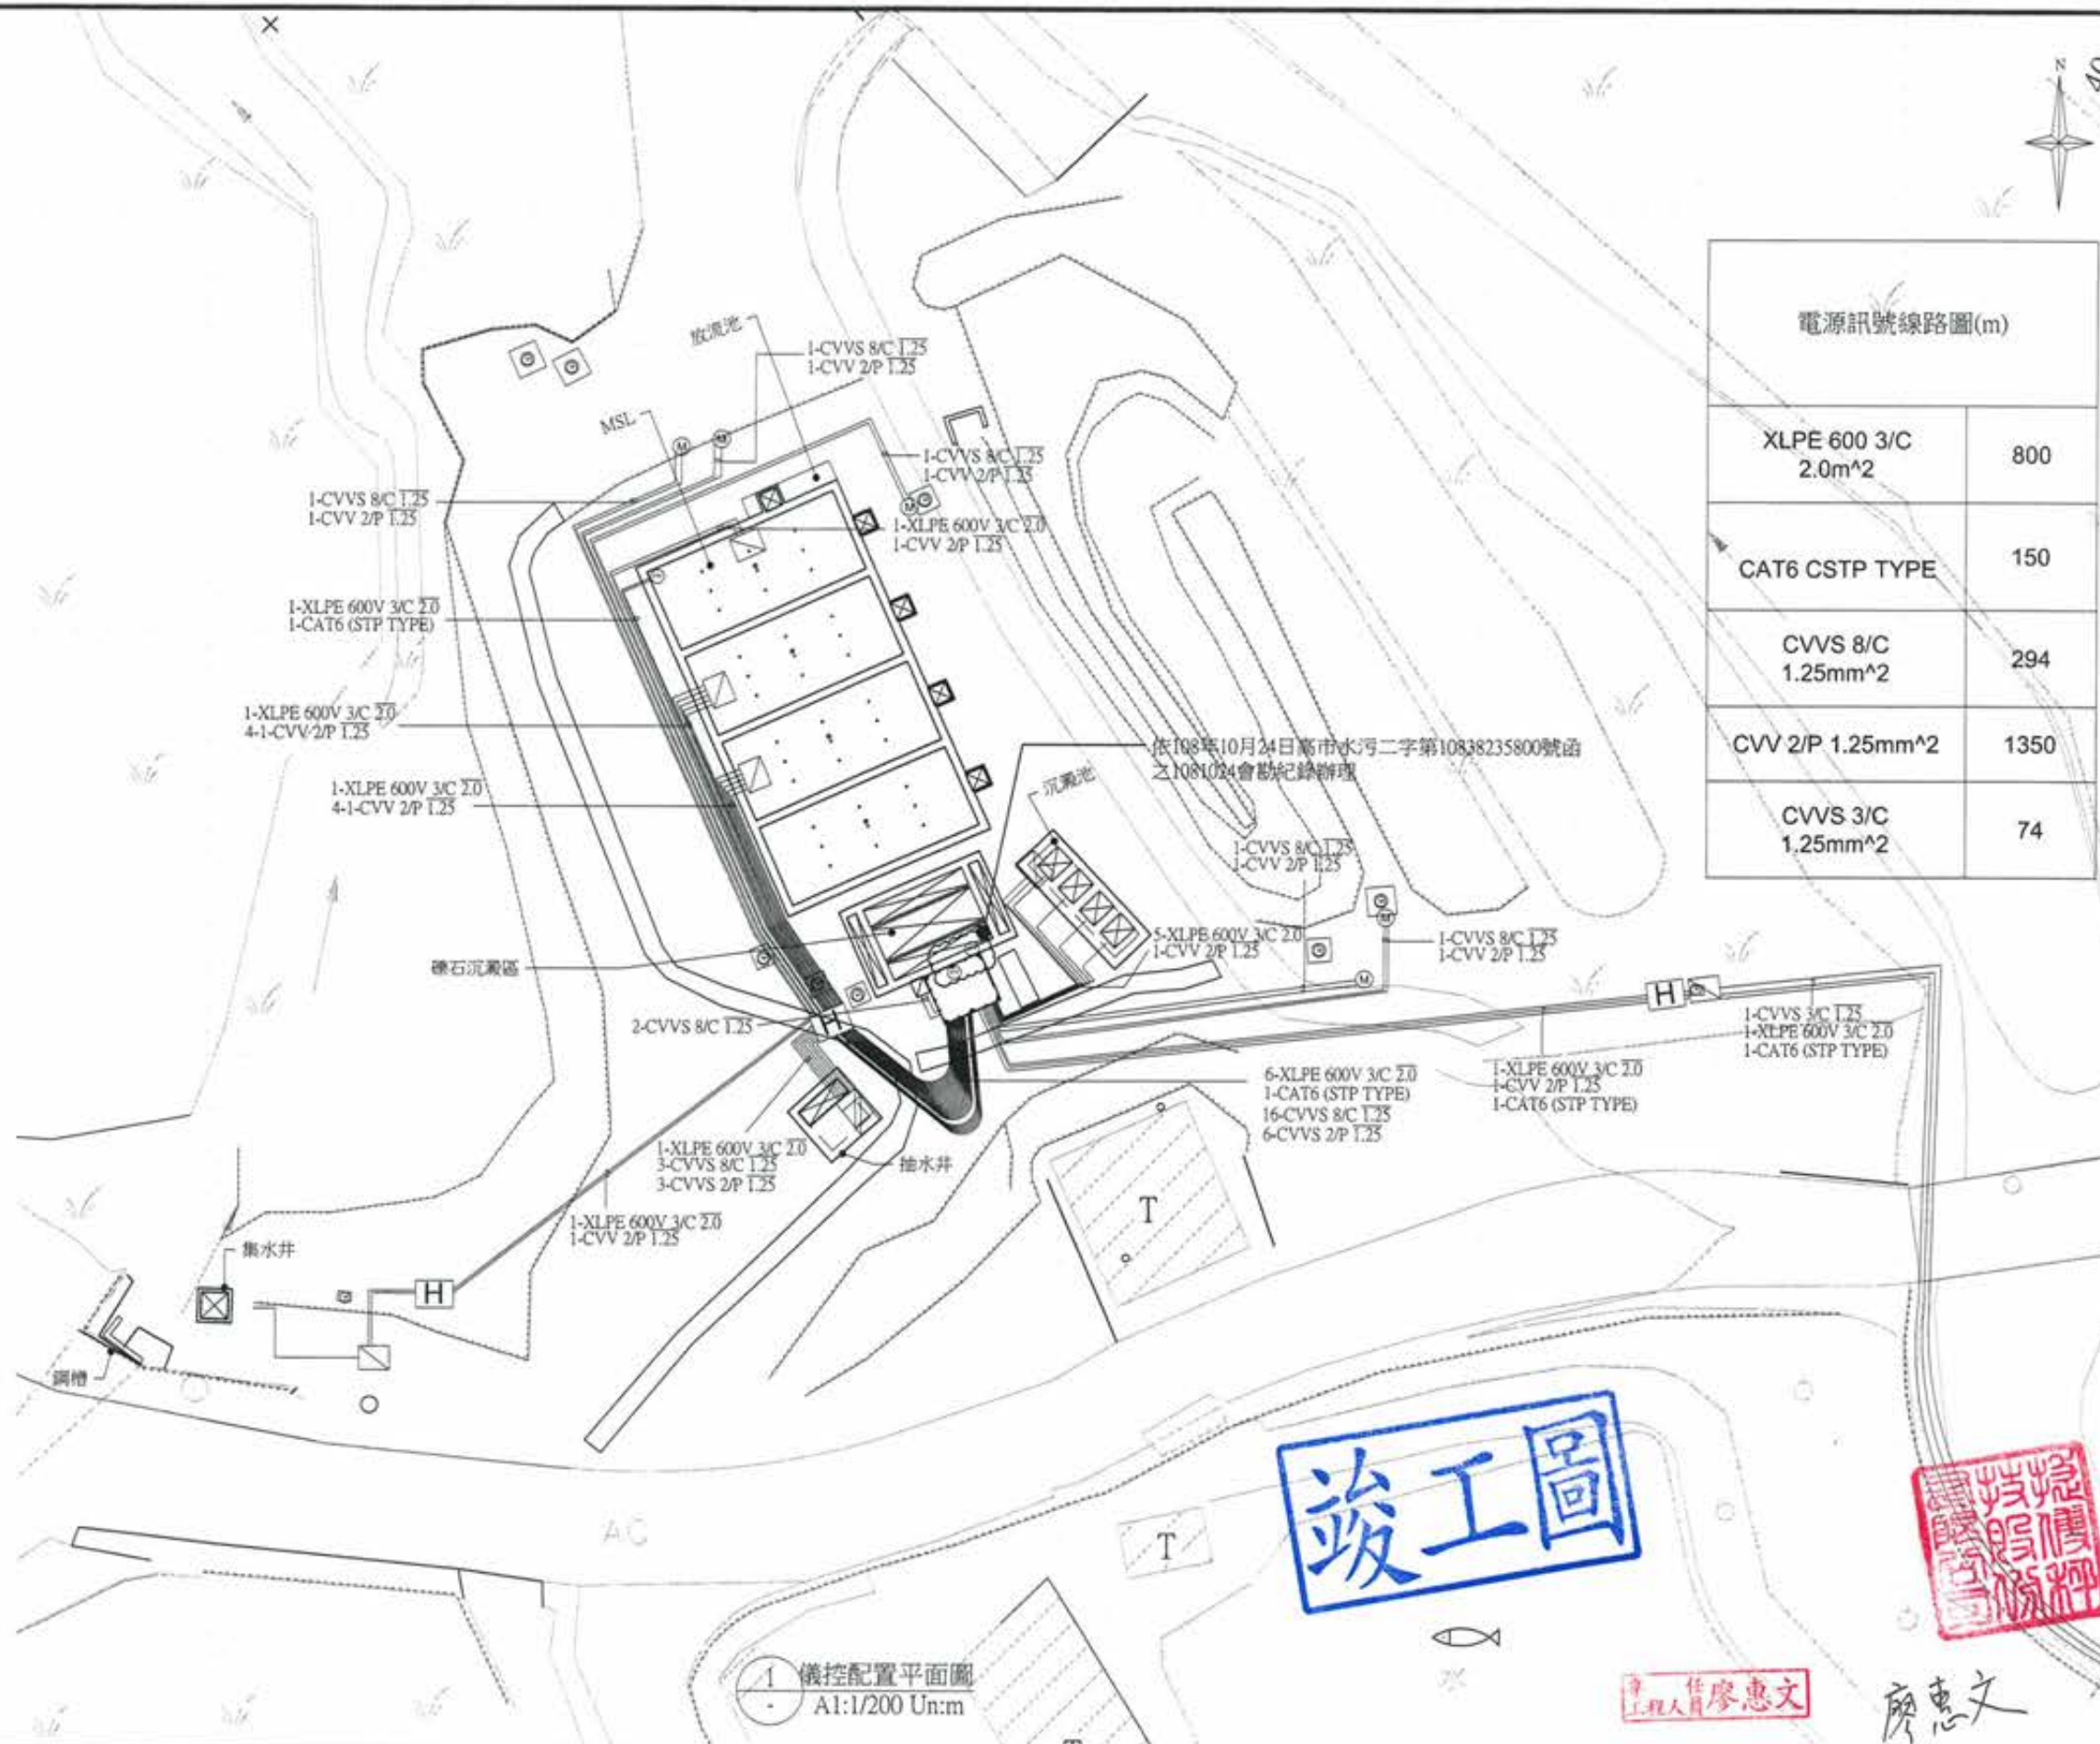 N
40
電源訊號線路圖(m)
XLPE 600 3/C
2.0m^2
800
CAT6 CSTP TYPE
150
CVVS 8/C
1.25mm^2
294
CVV 2/P 1.25mm^2
1350
CVVS 3/C
1.25mm^2
74
放流池
1-CVVS 8/C 1.25
1-CVV 2/P 1.25
MSL
M
M
1-CVVS 8/C 1.25
1-CVV 2/P 1.25
1-CVVS 8/C 1.25
1-CVV 2/P 1.25
M
1-XLPE 600V 3/C 2.0
1-CVV 2/P 1.25
1-XLPE 600V 3/C 2.0
1-CAT6 (STP TYPE)
1-XLPE 600V 3/C 2.0
4-1-CVV 2/P 1.25
依108年10月24日高市水污二字第10838235800號函
之1081024會勘紀錄辦理
沉澱池
1-XLPE 600V 3/C 2.0
4-1-CVV 2/P 1.25
1-CVVS 8/C 1.25
1-CVV 2/P 1.25
M
5-XLPE 600V 3/C 2.0
1-CVV 2/P 1.25
1-CVVS 8/C 1.25
1-CVV 2/P 1.25
礫石沉澱區
M
H
2-CVVS 8/C 1.25
H
1-CVVS 3/C 1.25
1-XLPE 600V 3/C 2.0
1-CAT6 (STP TYPE)
6-XLPE 600V 3/C 2.0
1-CAT6 (STP TYPE)
16-CVVS 8/C 1.25
6-CVVS 2/P 1.25
1-XLPE 600V 3/C 2.0
1-CVV 2/P 1.25
1-CAT6 (STP TYPE)
1-XLPE 600V 3/C 2.0
3-CVVS 8/C 1.25
3-CVVS 2/P 1.25
抽水井
T
1-XLPE 600V 3/C 2.0
1-CVV 2/P 1.25
集水井
H
鋼槽
AC
T
竣工圖
1
-
儀控配置平面圖
A1:1/200 Un:m
專任
工程人員
廖惠文
廖惠文